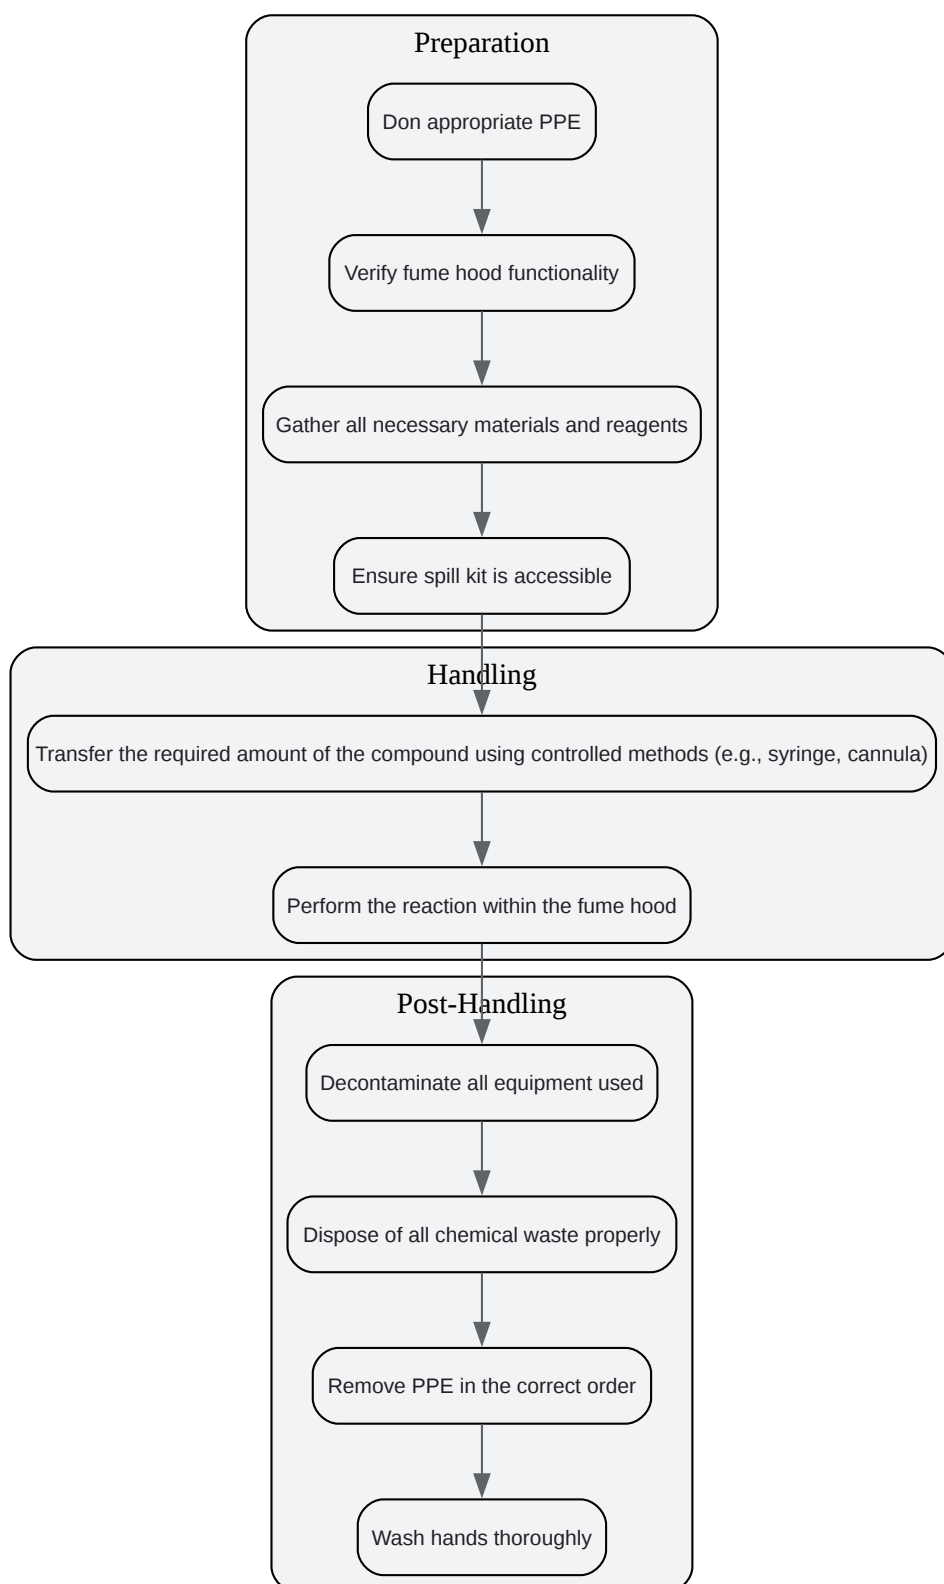 Preparation
Don appropriate PPE
Verify fume hood functionality
Gather all necessary materials and reagents
Ensure spill kit is accessible
Handling
Transfer the required amount of the compound using controlled methods (e.g., syringe, cannula)
Perform the reaction within the fume hood
Post-Handling
Decontaminate all equipment used
Dispose of all chemical waste properly
Remove PPE in the correct order
Wash hands thoroughly